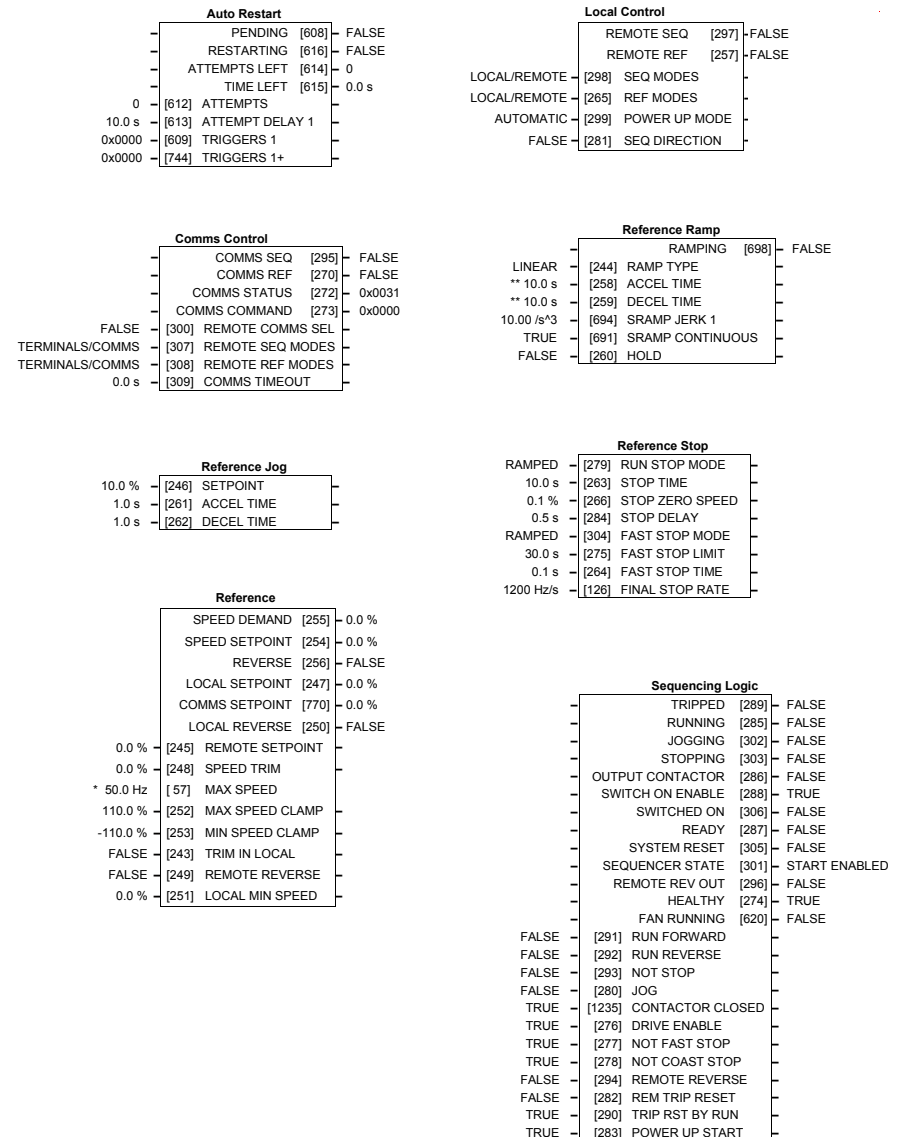 Auto Restart
PENDING [608] FALSE
RESTARTING [616] FALSE
ATTEMPTS LEFT [614] 0
TIME LEFT [615] 0.0 s
0 [612] ATTEMPTS
10.0 s [613] ATTEMPT DELAY 1
0x0000 [609] TRIGGERS 1
0x0000 [744] TRIGGERS 1+
Local Control
REMOTE SEQ [297] FALSE
REMOTE REF [257] FALSE
LOCAL/REMOTE [298] SEQ MODES
LOCAL/REMOTE [265] REF MODES
AUTOMATIC [299] POWER UP MODE
FALSE [281] SEQ DIRECTION
Comms Control
COMMS SEQ [295] FALSE
COMMS REF [270] FALSE
COMMS STATUS [272] 0x0031
COMMS COMMAND [273] 0x0000
FALSE [300] REMOTE COMMS SEL
TERMINALS/COMMS [307] REMOTE SEQ MODES
TERMINALS/COMMS [308] REMOTE REF MODES
0.0 s [309] COMMS TIMEOUT
Reference Ramp
RAMPING [698] FALSE
LINEAR [244] RAMP TYPE
** 10.0 s [258] ACCEL TIME
** 10.0 s [259] DECEL TIME
10.00 /s^3 [694] SRAMP JERK 1
TRUE [691] SRAMP CONTINUOUS
FALSE [260] HOLD
Reference Jog
10.0 % [246] SETPOINT
1.0 s [261] ACCEL TIME
1.0 s [262] DECEL TIME
Reference Stop
RAMPED [279] RUN STOP MODE
10.0 s [263] STOP TIME
0.1 % [266] STOP ZERO SPEED
0.5 s [284] STOP DELAY
RAMPED [304] FAST STOP MODE
30.0 s [275] FAST STOP LIMIT
0.1 s [264] FAST STOP TIME
1200 Hz/s [126] FINAL STOP RATE
Reference
SPEED DEMAND [255] 0.0 %
SPEED SETPOINT [254] 0.0 %
REVERSE [256] FALSE
LOCAL SETPOINT [247] 0.0 %
COMMS SETPOINT [770] 0.0 %
LOCAL REVERSE [250] FALSE
0.0 % [245] REMOTE SETPOINT
0.0 % [248] SPEED TRIM
* 50.0 Hz [ 57] MAX SPEED
110.0 % [252] MAX SPEED CLAMP
-110.0 % [253] MIN SPEED CLAMP
FALSE [243] TRIM IN LOCAL
FALSE [249] REMOTE REVERSE
0.0 % [251] LOCAL MIN SPEED
Sequencing Logic
TRIPPED [289] FALSE
RUNNING [285] FALSE
JOGGING [302] FALSE
STOPPING [303] FALSE
OUTPUT CONTACTOR [286] FALSE
SWITCH ON ENABLE [288] TRUE
SWITCHED ON [306] FALSE
READY [287] FALSE
SYSTEM RESET [305] FALSE
SEQUENCER STATE [301] START ENABLED
REMOTE REV OUT [296] FALSE
HEALTHY [274] TRUE
FAN RUNNING [620] FALSE
FALSE [291] RUN FORWARD
FALSE [292] RUN REVERSE
FALSE [293] NOT STOP
FALSE [280] JOG
TRUE [1235] CONTACTOR CLOSED
TRUE [276] DRIVE ENABLE
TRUE [277] NOT FAST STOP
TRUE [278] NOT COAST STOP
FALSE [294] REMOTE REVERSE
FALSE [282] REM TRIP RESET
TRUE [290] TRIP RST BY RUN
TRUE [283] POWER UP START